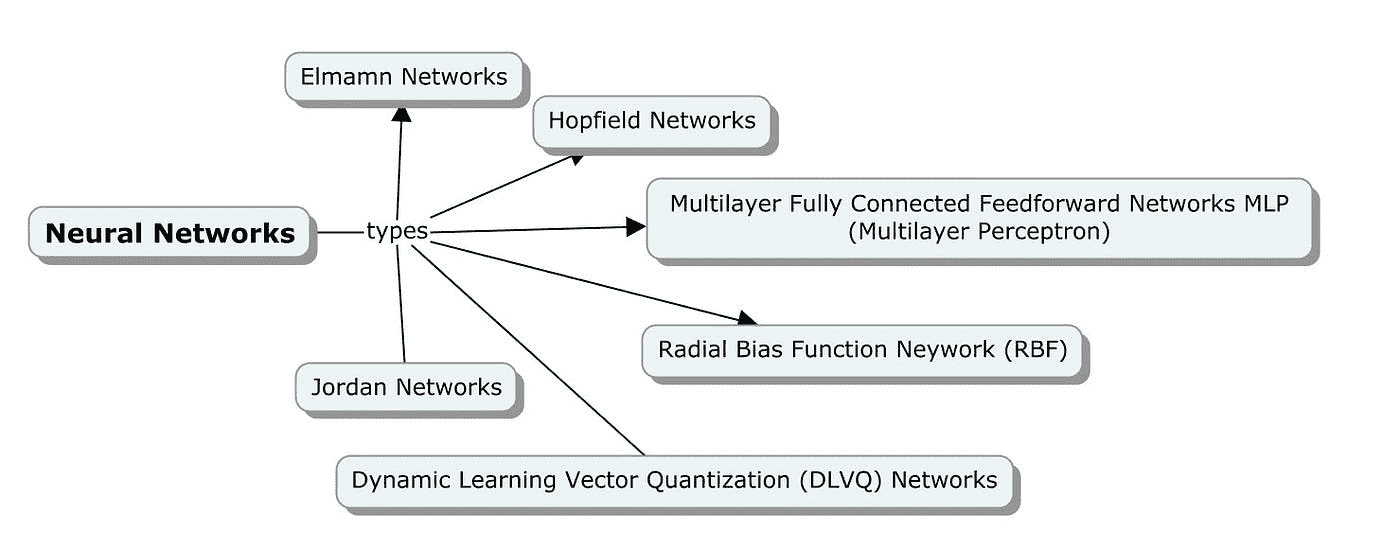 Elmamn Networks
Hopfield Networks
Multilayer Fully Connected Feedforward Networks MLP
(Multilayer Perceptron)
Neural Networks
types
Radial Bias Function Neywork (RBF)
Jordan Networks
Dynamic Learning Vector Quantization (DLVQ) Networks